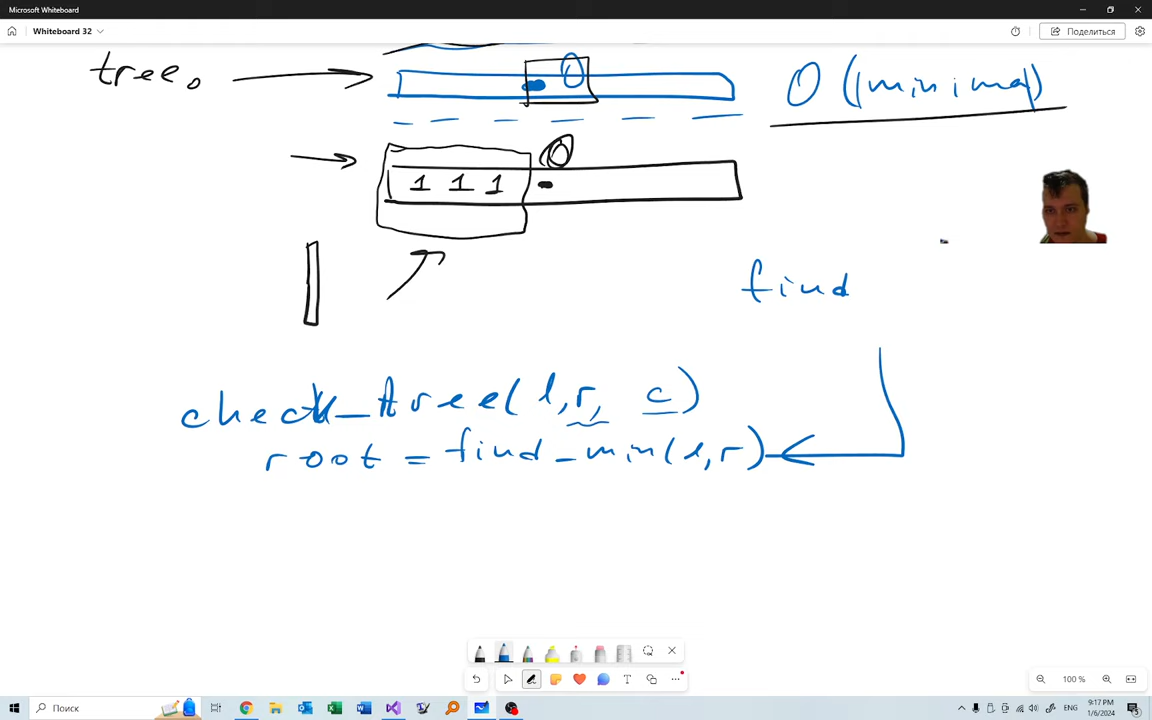 Microsoft Whiteboard
Whiteboard 32
Поделиться
tree.
0
O (minimal)
0
1 1 1
find
check_tree(l,r, c)
root = find_min(l,r)
100 %
Поиск
ENG
9:17 PM
1/6/2024